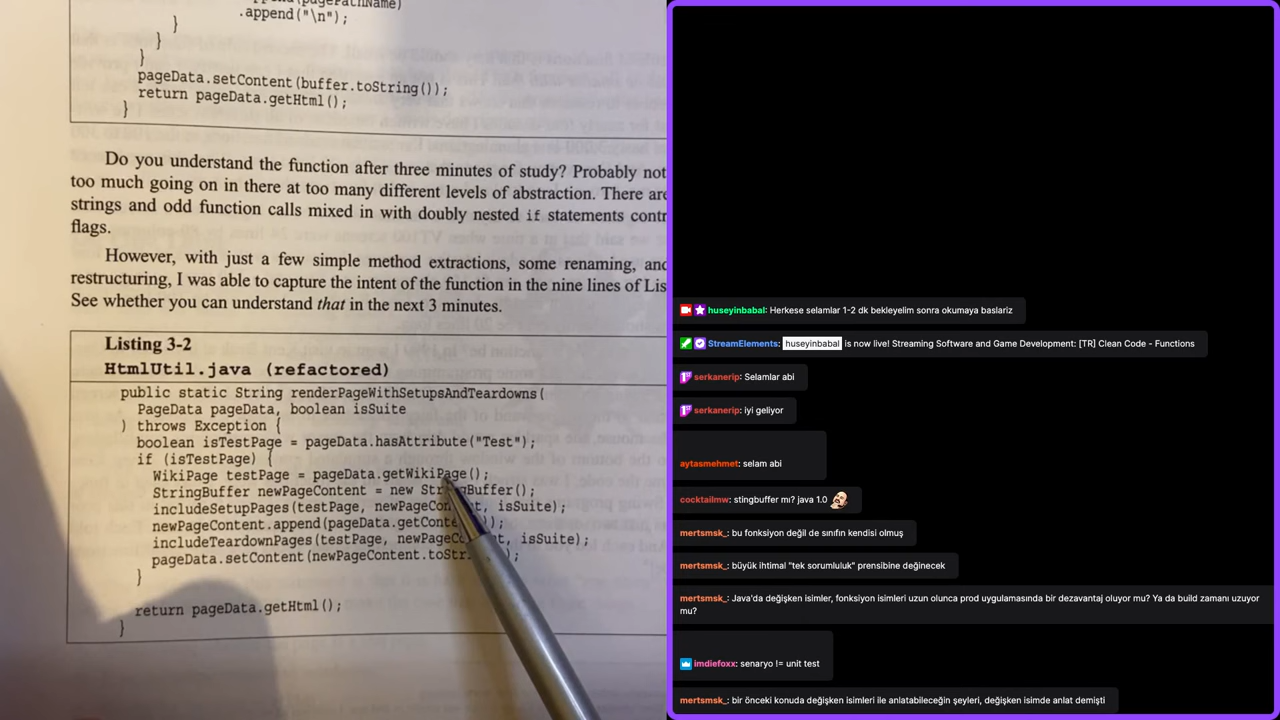 .append(pagePathName)
.append("\n");
}
}
}
pageData.setContent(buffer.toString());
return pageData.getHtml();
}
Do you understand the function after three minutes of study? Probably not
too much going on in there at too many different levels of abstraction. There are
strings and odd function calls mixed in with doubly nested if statements contr
flags.
However, with just a few simple method extractions, some renaming, and
restructuring, I was able to capture the intent of the function in the nine lines of Lis
See whether you can understand that in the next 3 minutes.
Listing 3-2
HtmlUtil.java (refactored)
public static String renderPageWithSetupsAndTeardowns(
PageData pageData, boolean isSuite
) throws Exception {
boolean isTestPage = pageData.hasAttribute("Test");
if (isTestPage) {
WikiPage testPage = pageData.getWikiPage();
StringBuffer newPageContent = new StringBuffer();
includeSetupPages(testPage, newPageContent, isSuite);
newPageContent.append(pageData.getContent());
includeTeardownPages(testPage, newPageContent, isSuite);
pageData.setContent(newPageContent.toString());
}
return pageData.getHtml();
}
huseyinbabal: Herkese selamlar 1-2 dk bekleyelim sonra okumaya baslariz
StreamElements: huseyinbabal is now live! Streaming Software and Game Development: [TR] Clean Code - Functions
serkanerip: Selamlar abi
serkanerip: iyi geliyor
aytasmehmet: selam abi
cocktailmw: stingbuffer mı? java 1.0
mertsmsk_: bu fonksiyon değil de sınıfın kendisi olmuş
mertsmsk_: büyük ihtimal "tek sorumluluk" prensibine değinecek
mertsmsk_: Java'da değişken isimler, fonksiyon isimleri uzun olunca prod uygulamasında bir dezavantaj oluyor mu? Ya da build zamanı uzuyor
mu?
imdiefoxx: senaryo != unit test
mertsmsk_: bir önceki konuda değişken isimleri ile anlatabileceğin şeyleri, değişken isimde anlat demişti